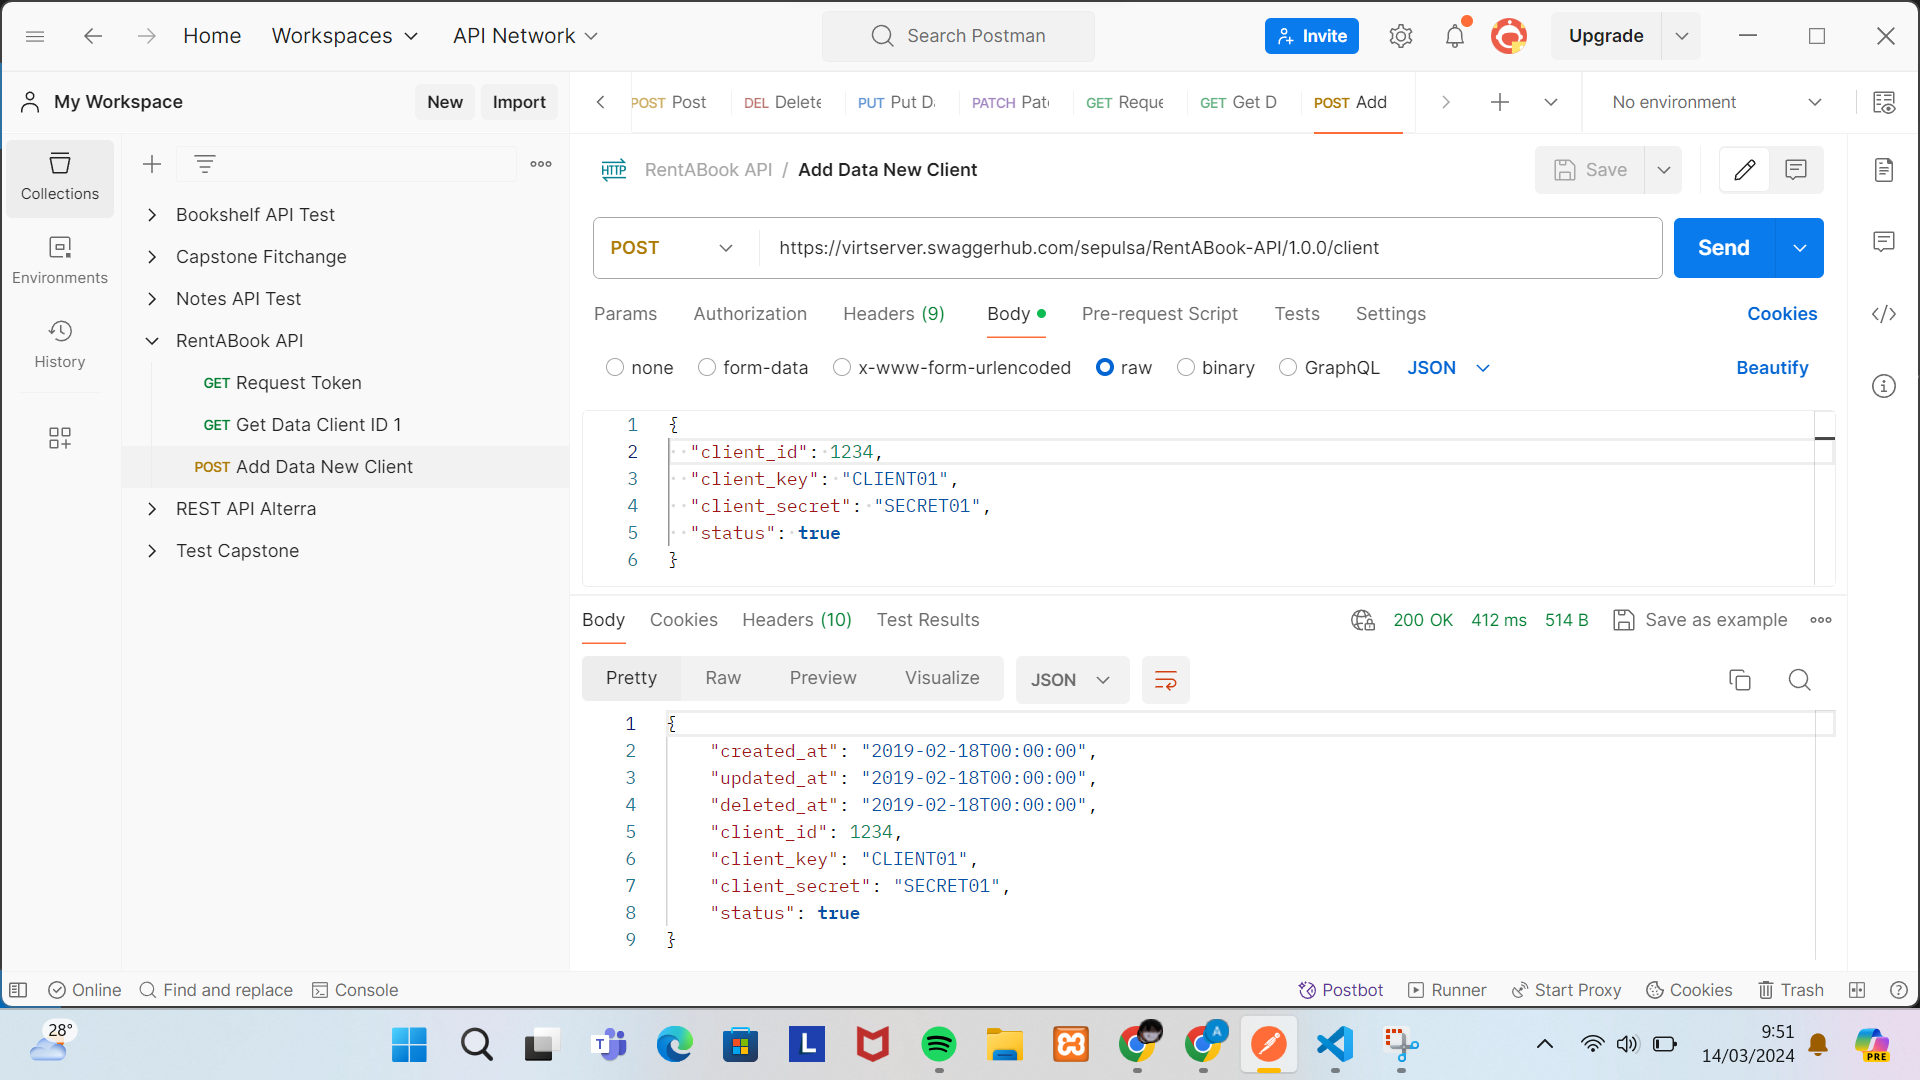 Home Workspaces API Network Search Postman Invite Upgrade
My Workspace New Import
POST Post DEL Delete PUT Put Da PATCH Pat GET Reque GET Get D POST Add No environment
Collections
Environments
History
Bookshelf API Test
Capstone Fitchange
Notes API Test
RentABook API
GET Request Token
GET Get Data Client ID 1
POST Add Data New Client
REST API Alterra
Test Capstone
HTTP RentABook API / Add Data New Client Save
POST https://virtserver.swaggerhub.com/sepulsa/RentABook-API/1.0.0/client Send
Params Authorization Headers (9) Body Pre-request Script Tests Settings Cookies
none form-data x-www-form-urlencoded raw binary GraphQL JSON Beautify
1 {
2 "client_id": 1234,
3 "client_key": "CLIENT01",
4 "client_secret": "SECRET01",
5 "status": true
6 }
Body Cookies Headers (10) Test Results 200 OK 412 ms 514 B Save as example
Pretty Raw Preview Visualize JSON
1 {
2 "created_at": "2019-02-18T00:00:00",
3 "updated_at": "2019-02-18T00:00:00",
4 "deleted_at": "2019-02-18T00:00:00",
5 "client_id": 1234,
6 "client_key": "CLIENT01",
7 "client_secret": "SECRET01",
8 "status": true
9 }
Online Find and replace Console Postbot Runner Start Proxy Cookies Trash
28°
T
L
A
9:51
14/03/2024
PRE